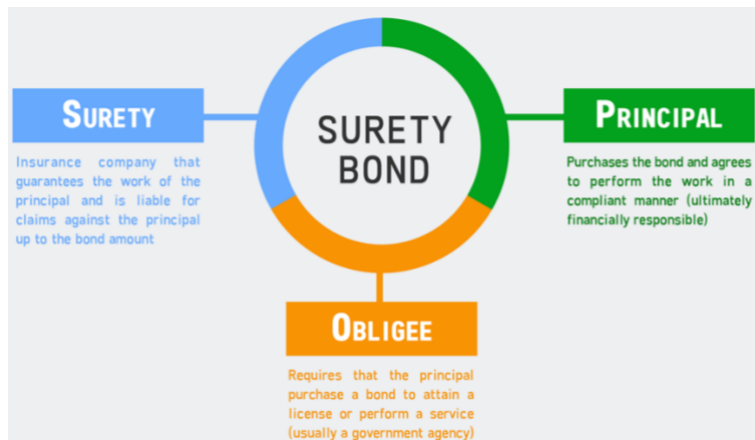 SURETY
BOND
SURETY
Insurance company that
guarantees the work of the
principal and is liable for
claims against the principal
up to the bond amount
PRINCIPAL
Purchases the bond and agrees
to perform the work in a
compliant manner (ultimately
financially responsible)
OBLIGEE
Requires that the principal
purchase a bond to attain a
license or perform a service
(usually a government agency)